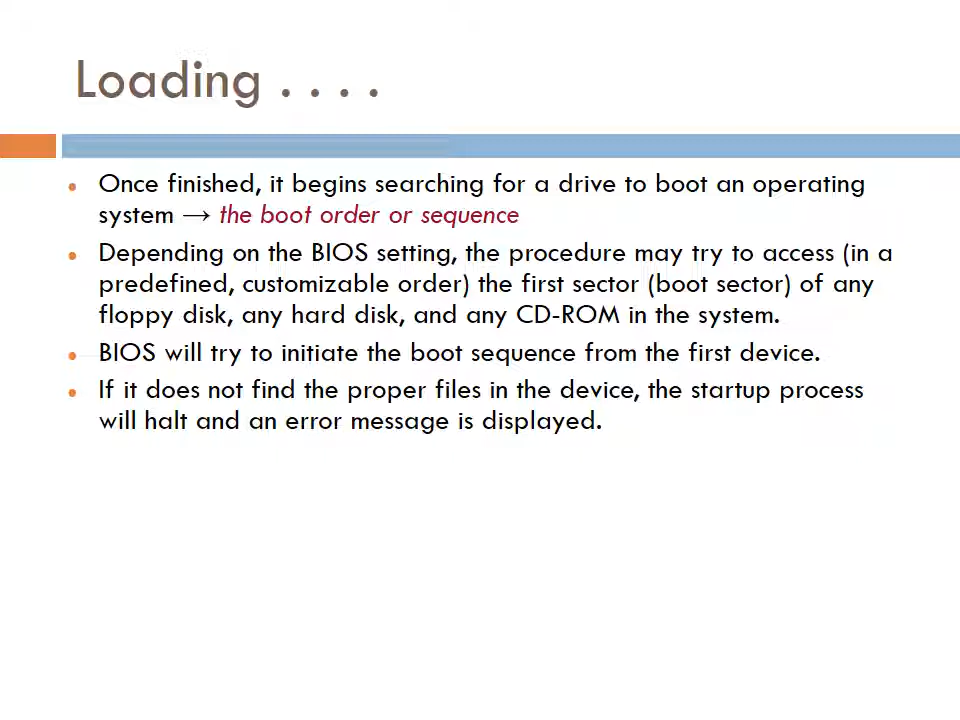 Loading . . . .
• Once finished, it begins searching for a drive to boot an operating
system → the boot order or sequence
• Depending on the BIOS setting, the procedure may try to access (in a
predefined, customizable order) the first sector (boot sector) of any
floppy disk, any hard disk, and any CD-ROM in the system.
• BIOS will try to initiate the boot sequence from the first device.
• If it does not find the proper files in the device, the startup process
will halt and an error message is displayed.